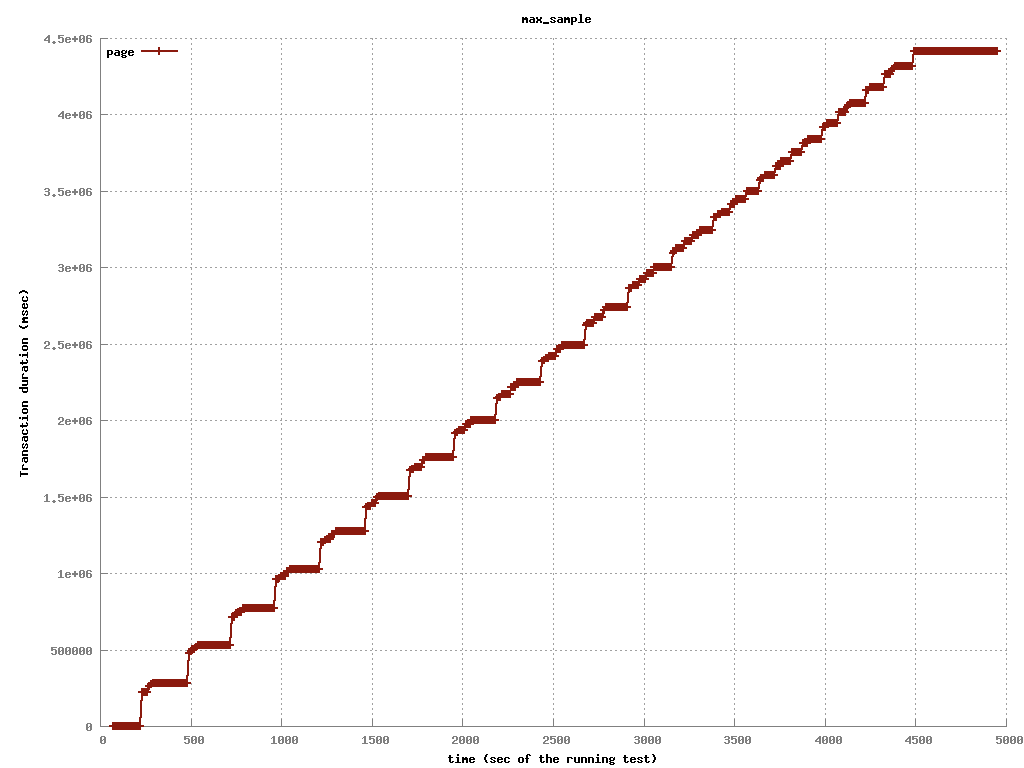 max_sample
4.5e+06
page
4e+06
3.5e+06
3e+06
2.5e+06
2e+06
1.5e+06
1e+06
500000
0
Transaction duration (msec)
0 500 1000 1500 2000 2500 3000 3500 4000 4500 5000
time (sec of the running test)